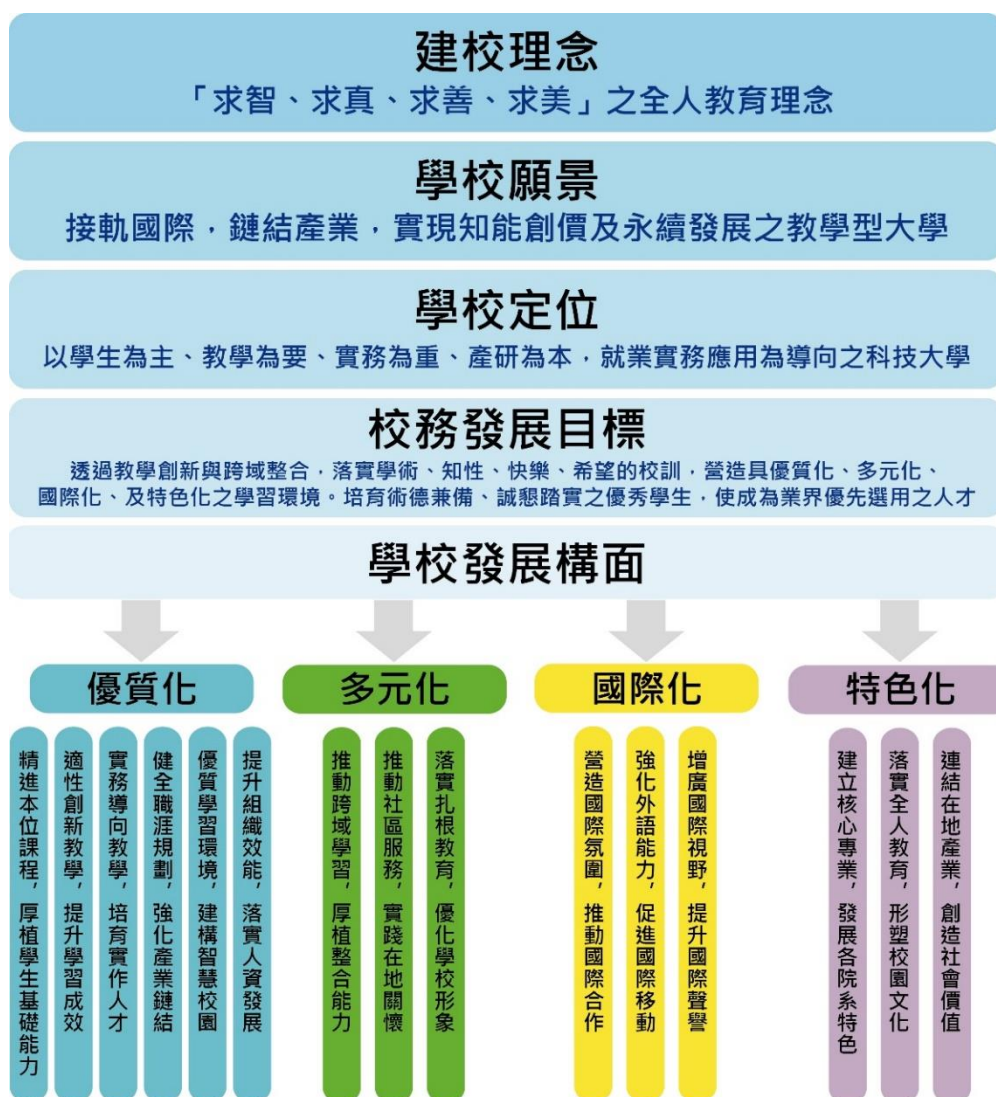 建校理念
「求智、求真、求善、求美」之全人教育理念
學校願景
接軌國際，鏈結產業，實現知能創價及永續發展之教學型大學
學校定位
以學生為主、教學為要、實務為重、產研為本，就業實務應用為導向之科技大學
校務發展目標
透過教學創新與跨域整合，落實學術、知性、快樂、希望的校訓，營造具優質化、多元化、
國際化、及特色化之學習環境。培育術德兼備、誠懇踏實之優秀學生，使成為業界優先選用之人才
學校發展構面
優質化
精進本位課程，厚植學生基礎能力
適性創新教學，提升學習成效
實務導向教學，培育實作人才
健全職涯規劃，強化產業鏈結
優質學習環境，建構智慧校園
提升組織效能，落實人資發展
多元化
推動跨域學習，厚植整合能力
推動社區服務，實踐在地關懷
落實扎根教育，優化學校形象
國際化
營造國際氛圍，推動國際合作
強化外語能力，促進國際移動
增廣國際視野，提升國際聲譽
特色化
建立核心專業，發展各院系特色
落實全人教育，形塑校園文化
連結在地產業，創造社會價值